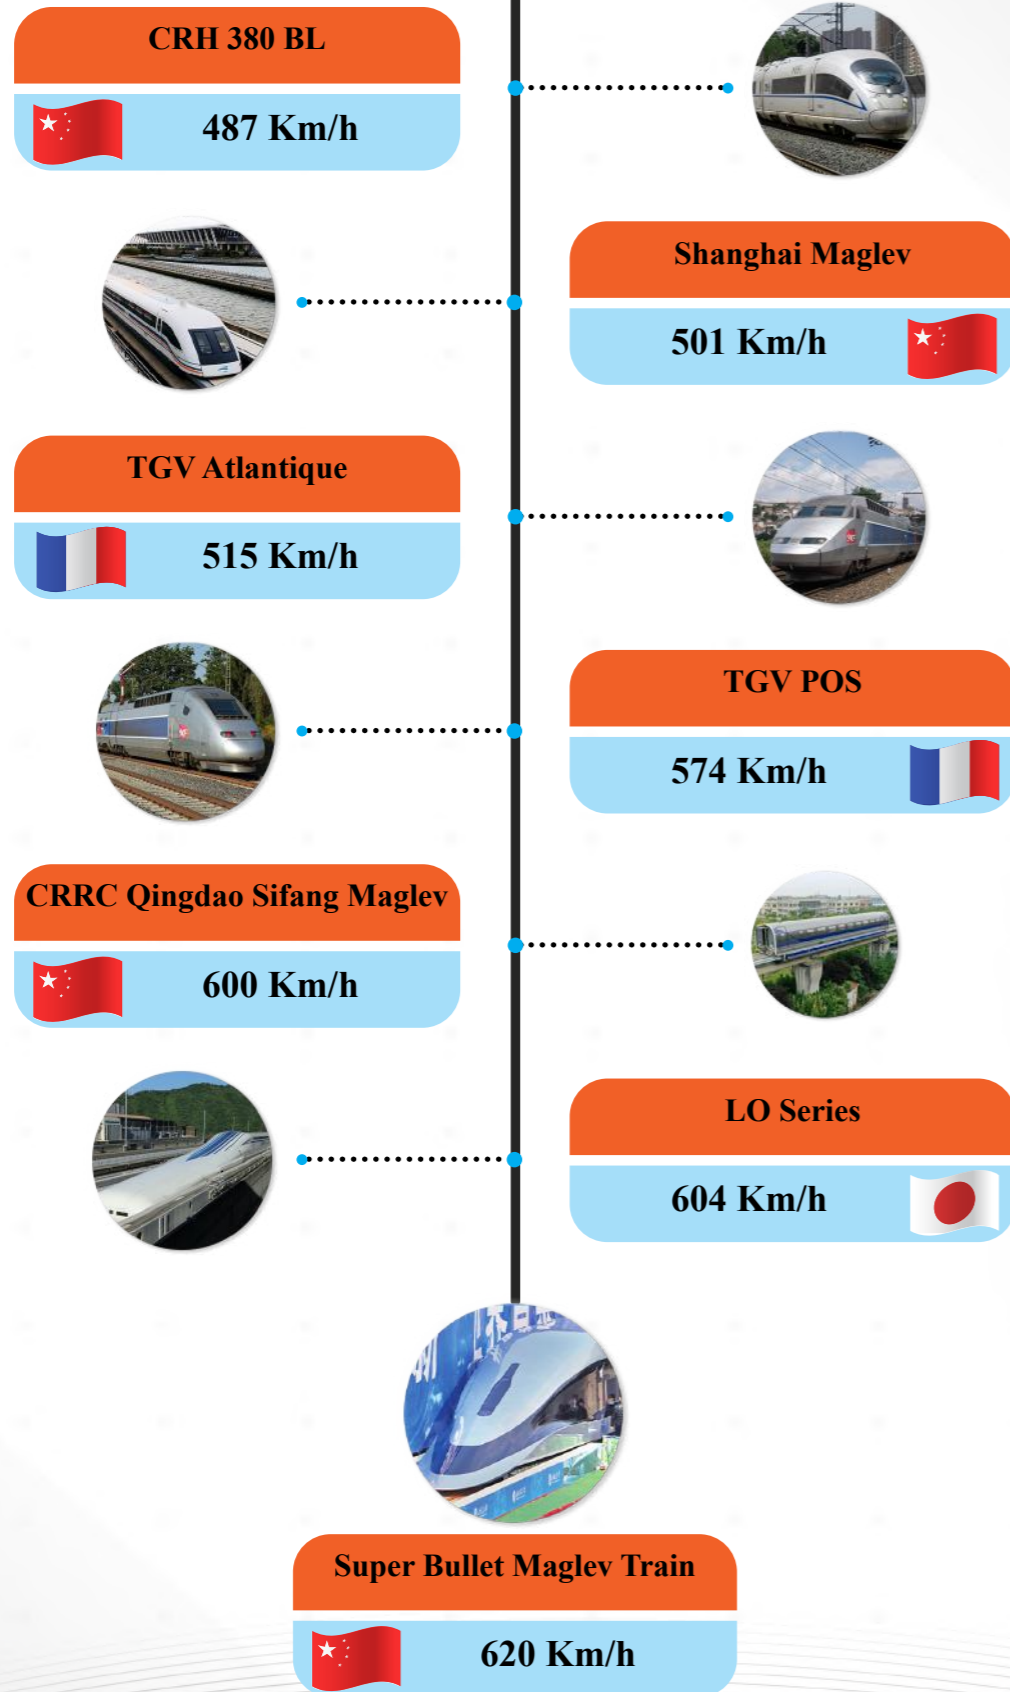 CRH 380 BL
487 Km/h
Shanghai Maglev
501 Km/h
TGV Atlantique
515 Km/h
TGV POS
574 Km/h
CRRC Qingdao Sifang Maglev
600 Km/h
LO Series
604 Km/h
Super Bullet Maglev Train
620 Km/h